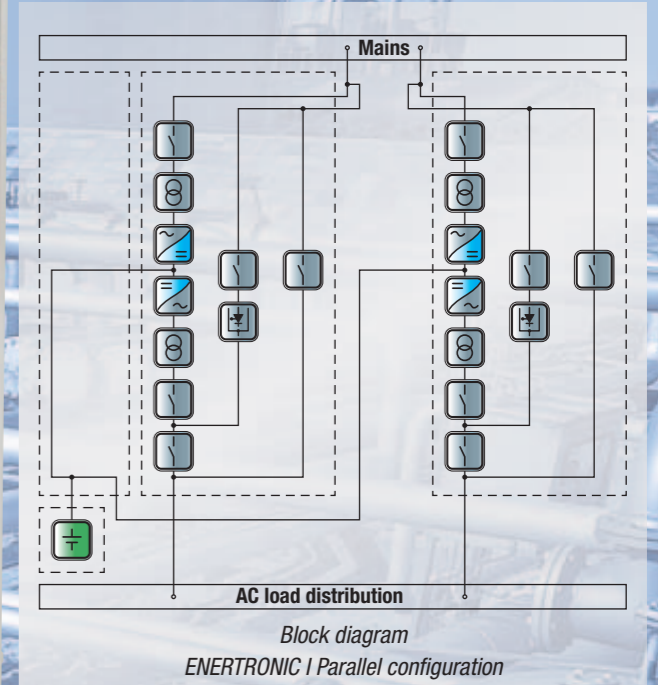 Mains
AC load distribution
Block diagram
ENERTRONIC I Parallel configuration